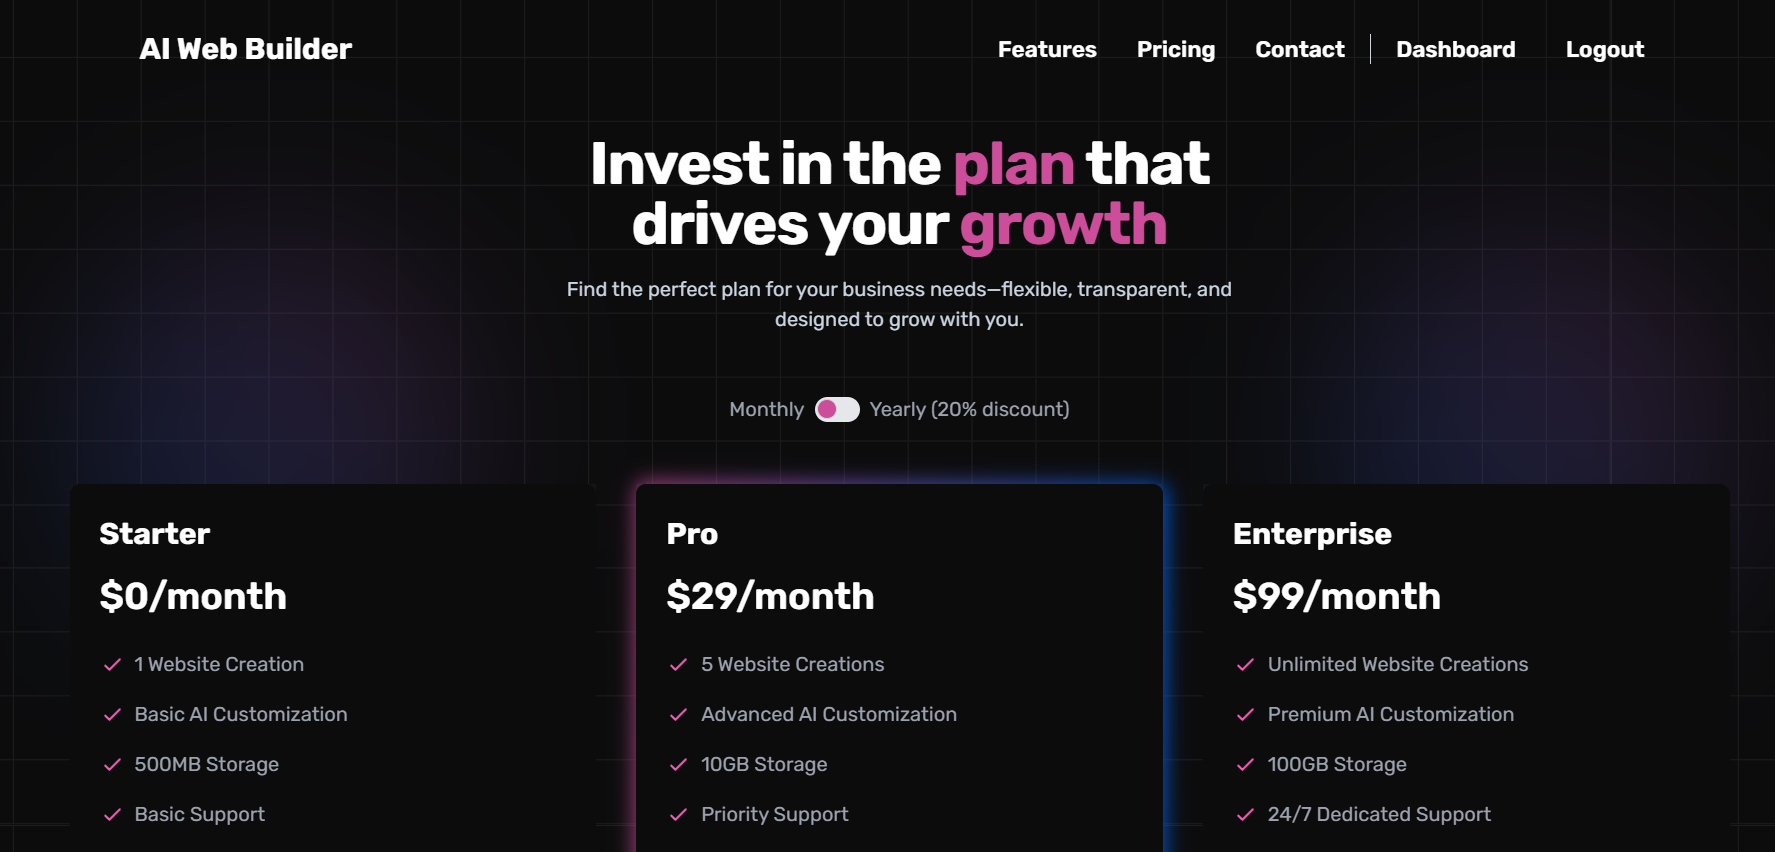 AI Web Builder
Features Pricing Contact Dashboard Logout
Invest in the plan that
drives your growth
Find the perfect plan for your business needs—flexible, transparent, and
designed to grow with you.
Monthly Yearly (20% discount)
Starter
$0/month
1 Website Creation
Basic AI Customization
500MB Storage
Basic Support
Pro
$29/month
5 Website Creations
Advanced AI Customization
10GB Storage
Priority Support
Enterprise
$99/month
Unlimited Website Creations
Premium AI Customization
100GB Storage
24/7 Dedicated Support